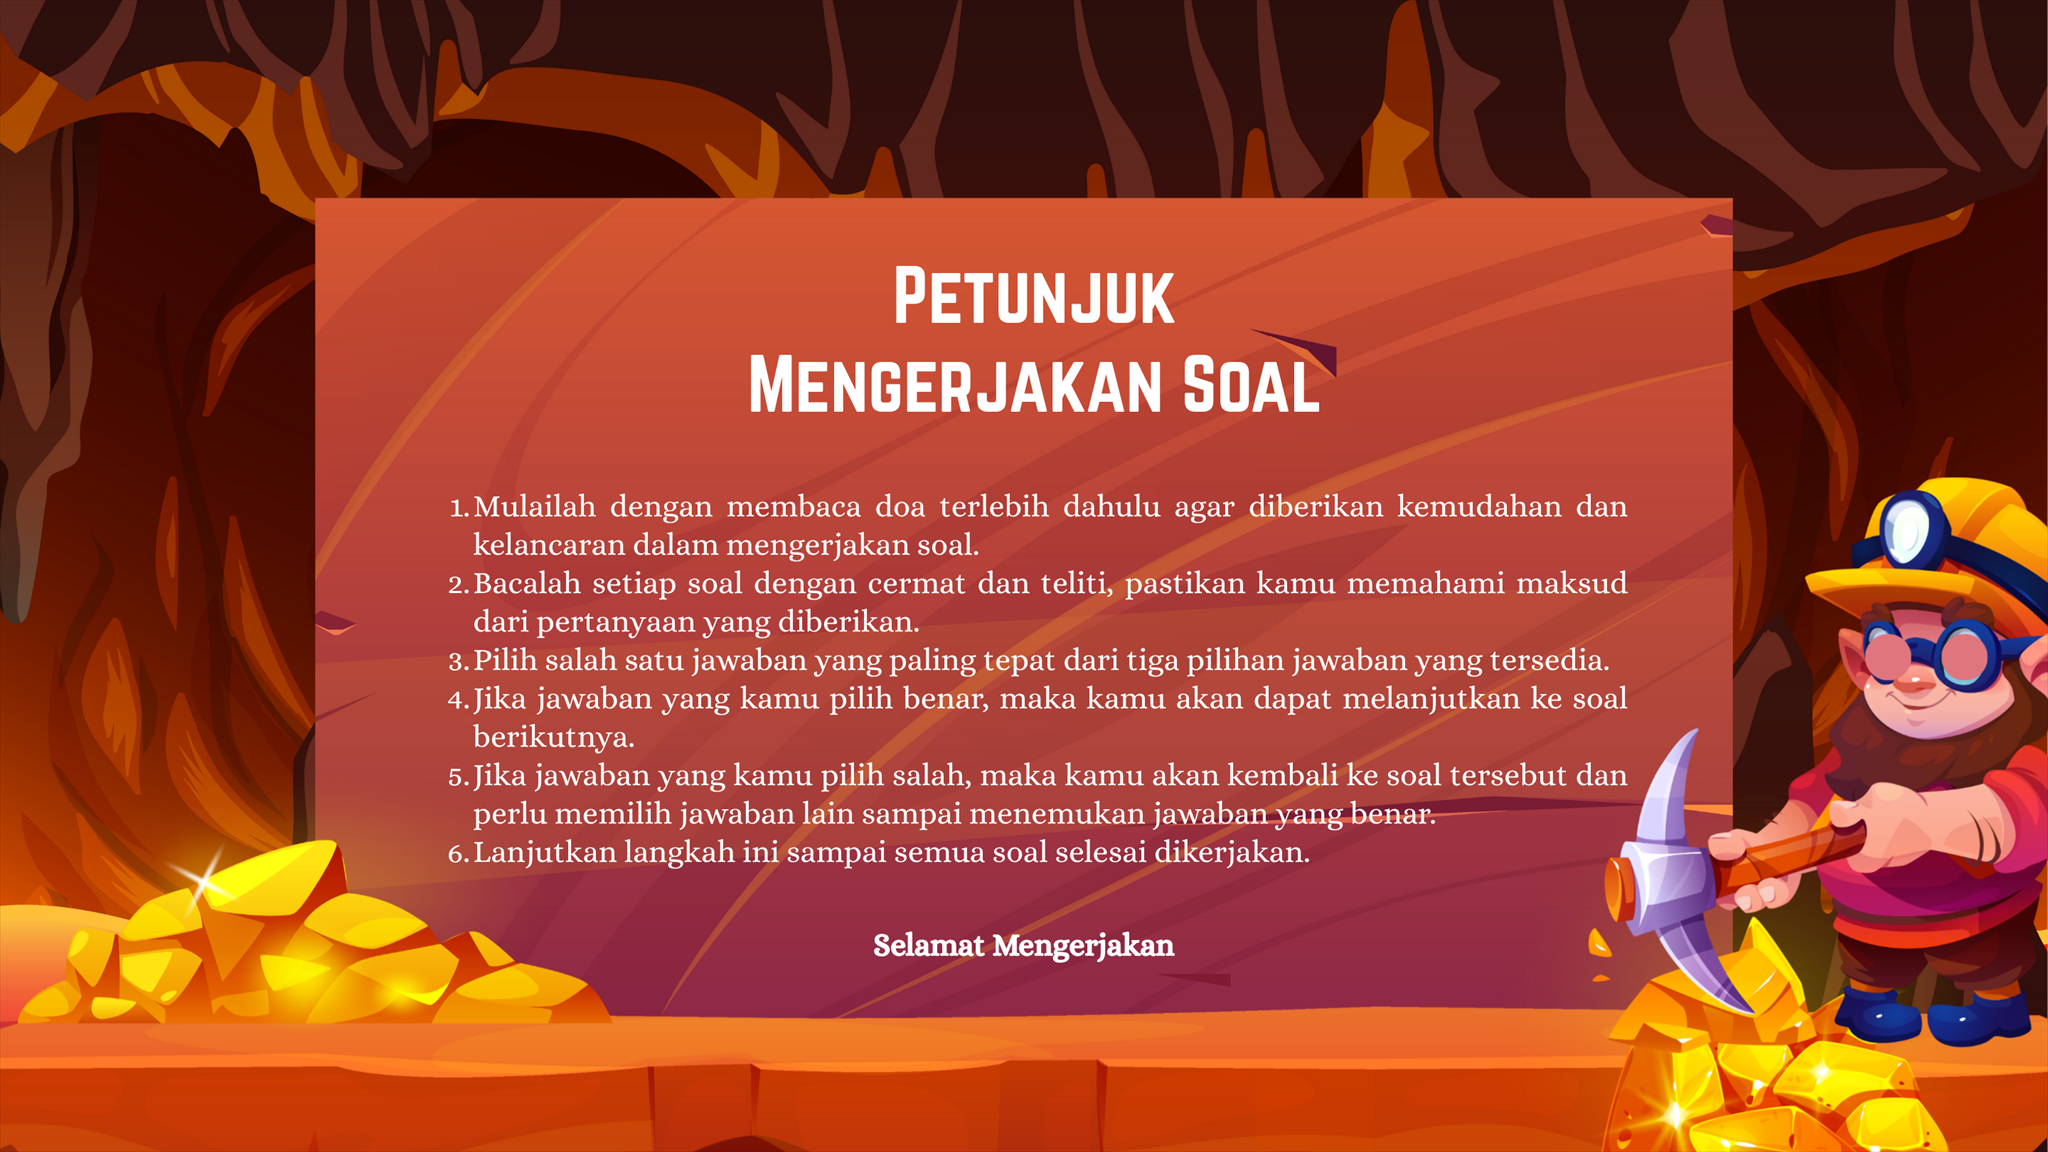 Petunjuk
Mengerjakan Soal
1. Mulailah dengan membaca doa terlebih dahulu agar diberikan kemudahan dan
kelancaran dalam mengerjakan soal.
2. Bacalah setiap soal dengan cermat dan teliti, pastikan kamu memahami maksud
dari pertanyaan yang diberikan.
3. Pilih salah satu jawaban yang paling tepat dari tiga pilihan jawaban yang tersedia.
4. Jika jawaban yang kamu pilih benar, maka kamu akan dapat melanjutkan ke soal
berikutnya.
5. Jika jawaban yang kamu pilih salah, maka kamu akan kembali ke soal tersebut dan
perlu memilih jawaban lain sampai menemukan jawaban yang benar.
6. Lanjutkan langkah ini sampai semua soal selesai dikerjakan.
Selamat Mengerjakan